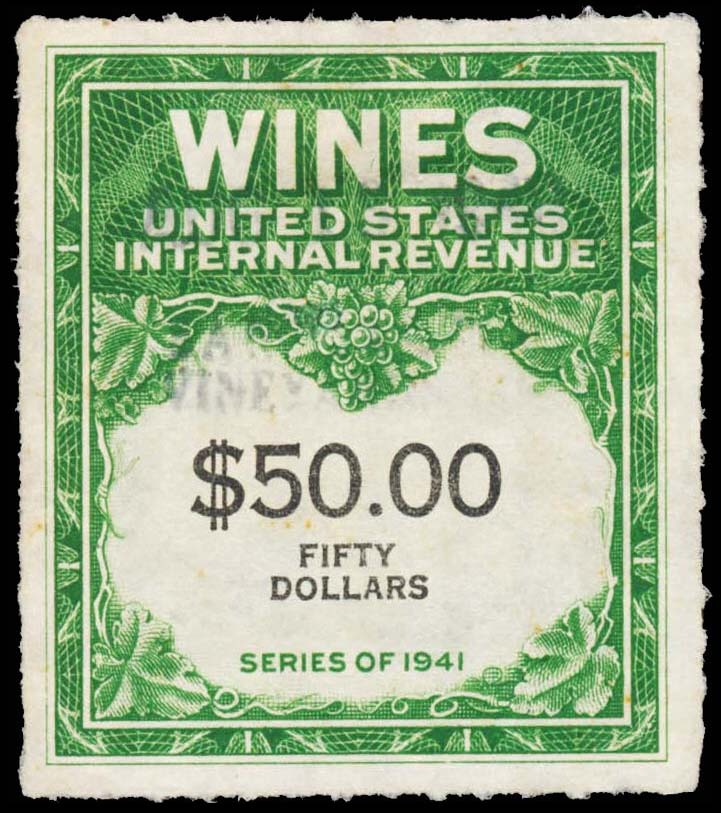 WINES
UNITED STATES
INTERNAL REVENUE
$50.00
FIFTY
DOLLARS
SERIES OF 1941